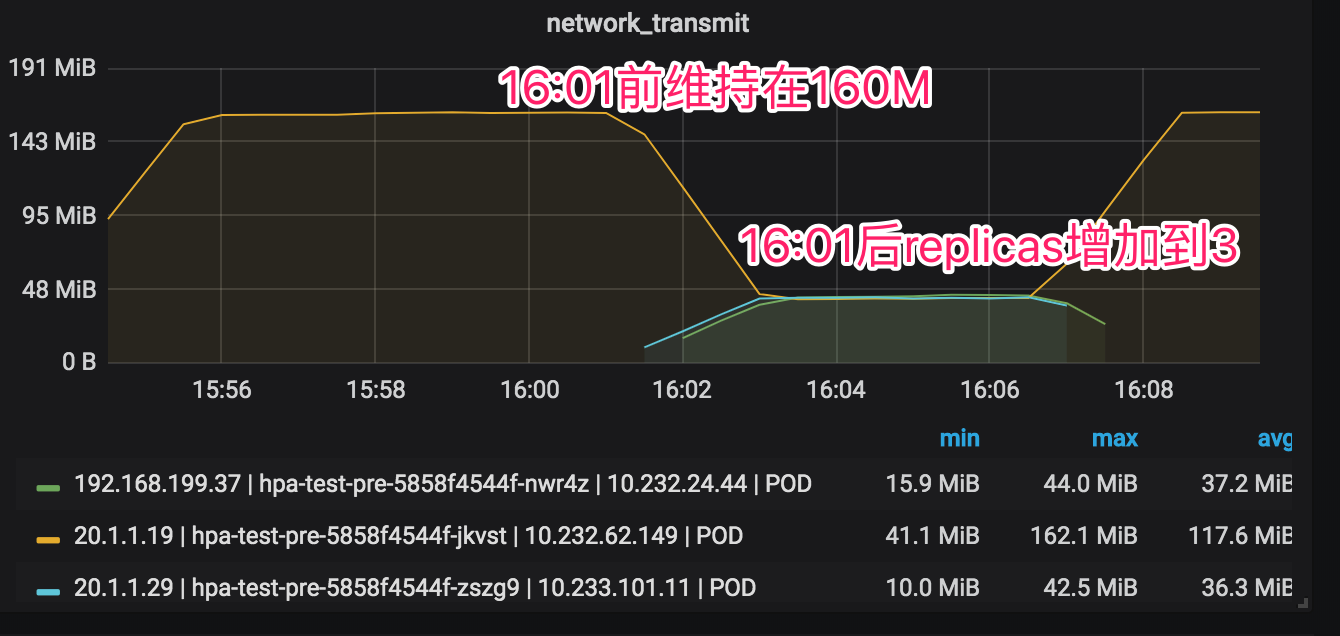 network_transmit
191 MiB
16:01前维持在160M
143 MiB
95 MiB
16:01后replicas增加到3
48 MiB
0 B
15:56 15:58 16:00 16:02 16:04 16:06 16:08
min max avg
192.168.199.37 | hpa-test-pre-5858f4544f-nwr4z | 10.232.24.44 | POD 15.9 MiB 44.0 MiB 37.2 MiB
20.1.1.19 | hpa-test-pre-5858f4544f-jkvst | 10.232.62.149 | POD 41.1 MiB 162.1 MiB 117.6 MiB
20.1.1.29 | hpa-test-pre-5858f4544f-zszg9 | 10.233.101.11 | POD 10.0 MiB 42.5 MiB 36.3 MiB